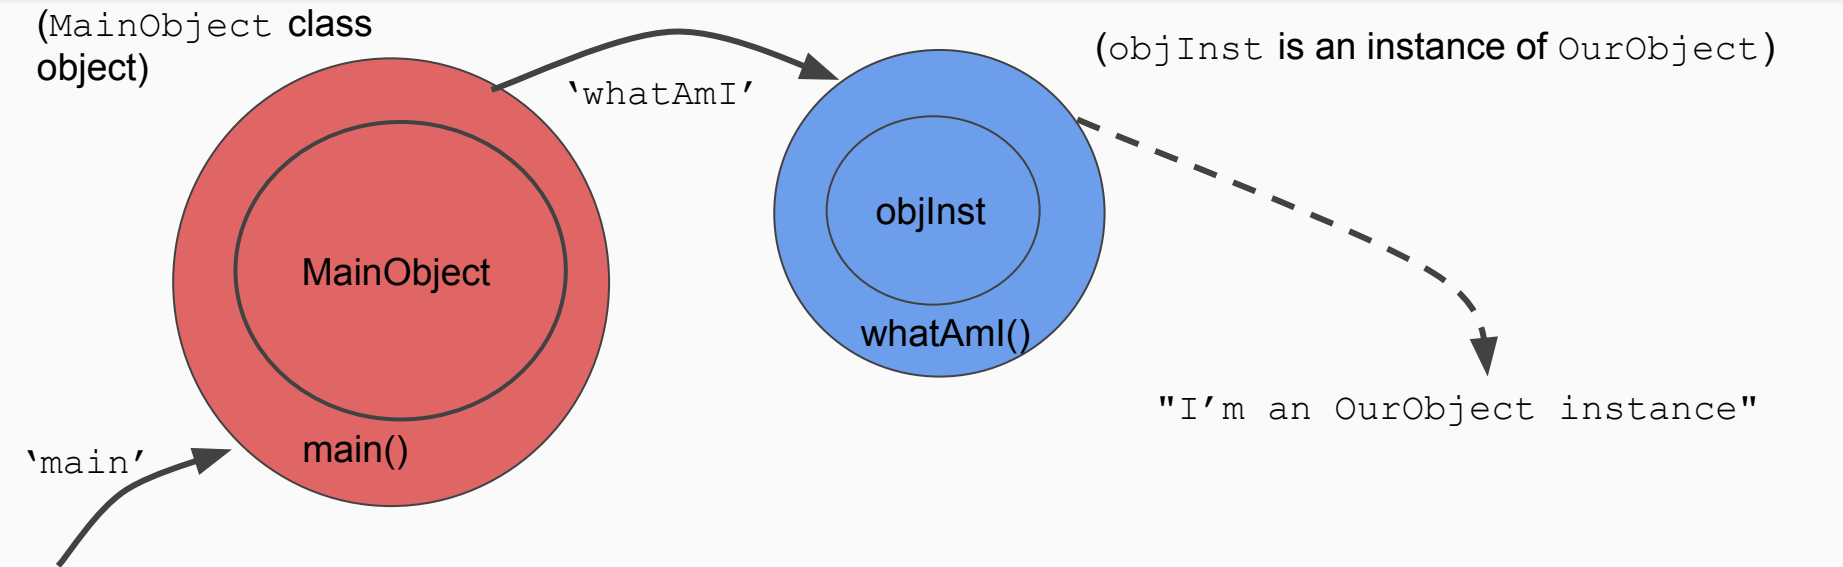 (MainObject class
object)
‘whatAmI’
(objInst is an instance of OurObject)
MainObject
objInst
whatAmI()
"I’m an OurObject instance"
‘main’
main()